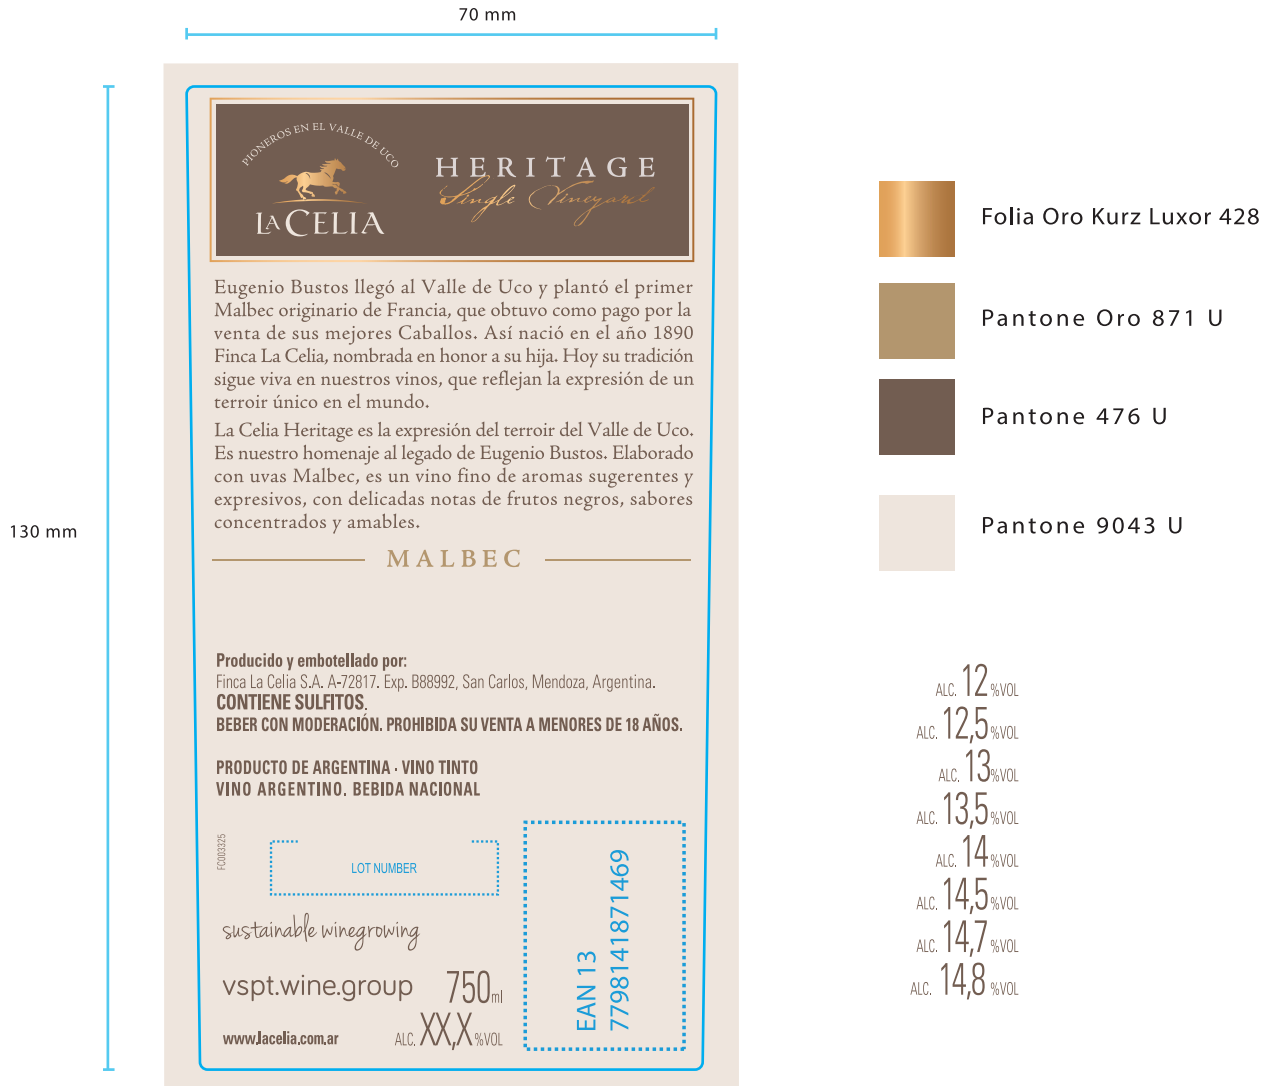 70 mm
130 mm
PIONEROS EN EL VALLE DE UCO
LA CELIA
HERITAGE
Single Vineyard
Eugenio Bustos llegó al Valle de Uco y plantó el primer
Malbec originario de Francia, que obtuvo como pago por la
venta de sus mejores Caballos. Así nació en el año 1890
Finca La Celia, nombrada en honor a su hija. Hoy su tradición
sigue viva en nuestros vinos, que reflejan la expresión de un
terroir único en el mundo.
La Celia Heritage es la expresión del terroir del Valle de Uco.
Es nuestro homenaje al legado de Eugenio Bustos. Elaborado
con uvas Malbec, es un vino fino de aromas sugerentes y
expresivos, con delicadas notas de frutos negros, sabores
concentrados y amables.
MALBEC
Producido y embotellado por:
Finca La Celia S.A. A-72817. Exp. B88992, San Carlos, Mendoza, Argentina.
CONTIENE SULFITOS.
BEBER CON MODERACIÓN. PROHIBIDA SU VENTA A MENORES DE 18 AÑOS.
PRODUCTO DE ARGENTINA · VINO TINTO
VINO ARGENTINO. BEBIDA NACIONAL
FC003325
LOT NUMBER
sustainable winegrowing
vspt.wine.group
750ml
www.lacelia.com.ar
ALC. XX,X %VOL
EAN 13
7798141871469
Folia Oro Kurz Luxor 428
Pantone Oro 871 U
Pantone 476 U
Pantone 9043 U
ALC. 12 %VOL
ALC. 12,5 %VOL
ALC. 13 %VOL
ALC. 13,5 %VOL
ALC. 14 %VOL
ALC. 14,5 %VOL
ALC. 14,7 %VOL
ALC. 14,8 %VOL